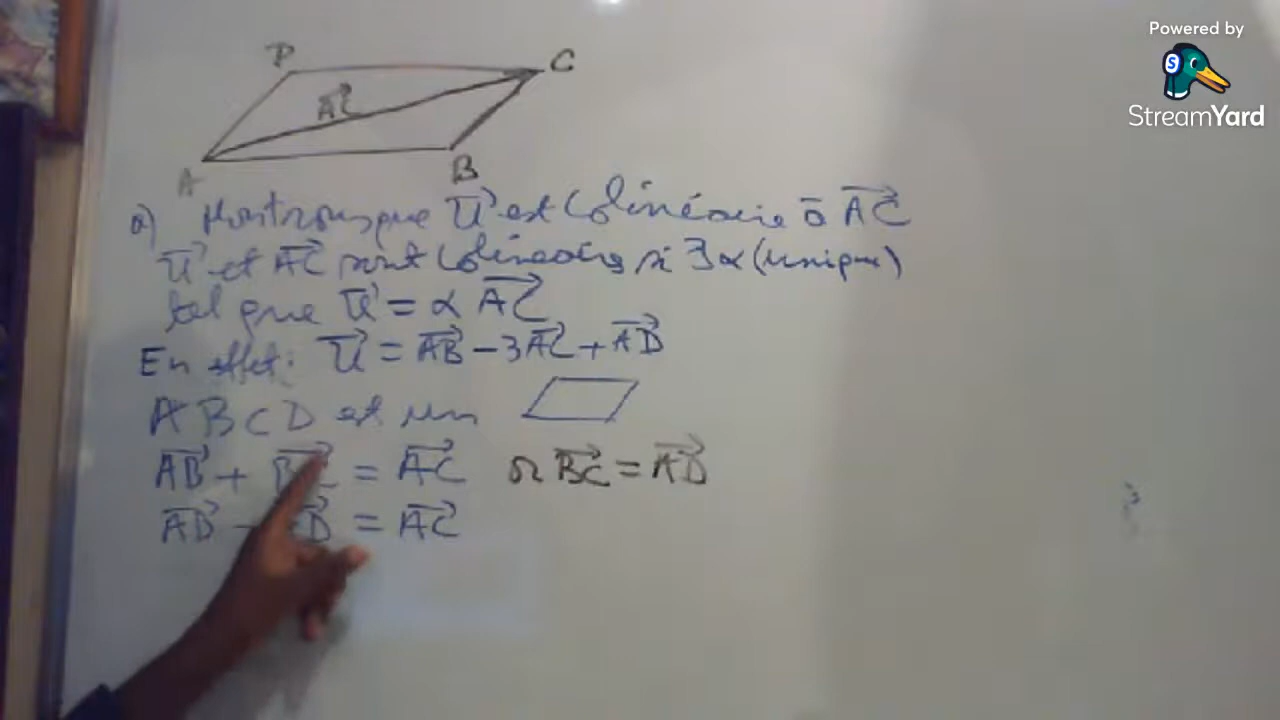 Powered by
StreamYard
D
C
AC
A
B
a) Montrons que U est Colinéaire à AC
U et AC sont Colineaires si ∃ α (unique)
tel que U = α AC
En effet: U = AB - 3AC + AD
ABCD est un
AB + BC = AC or BC = AD
AD D = AC